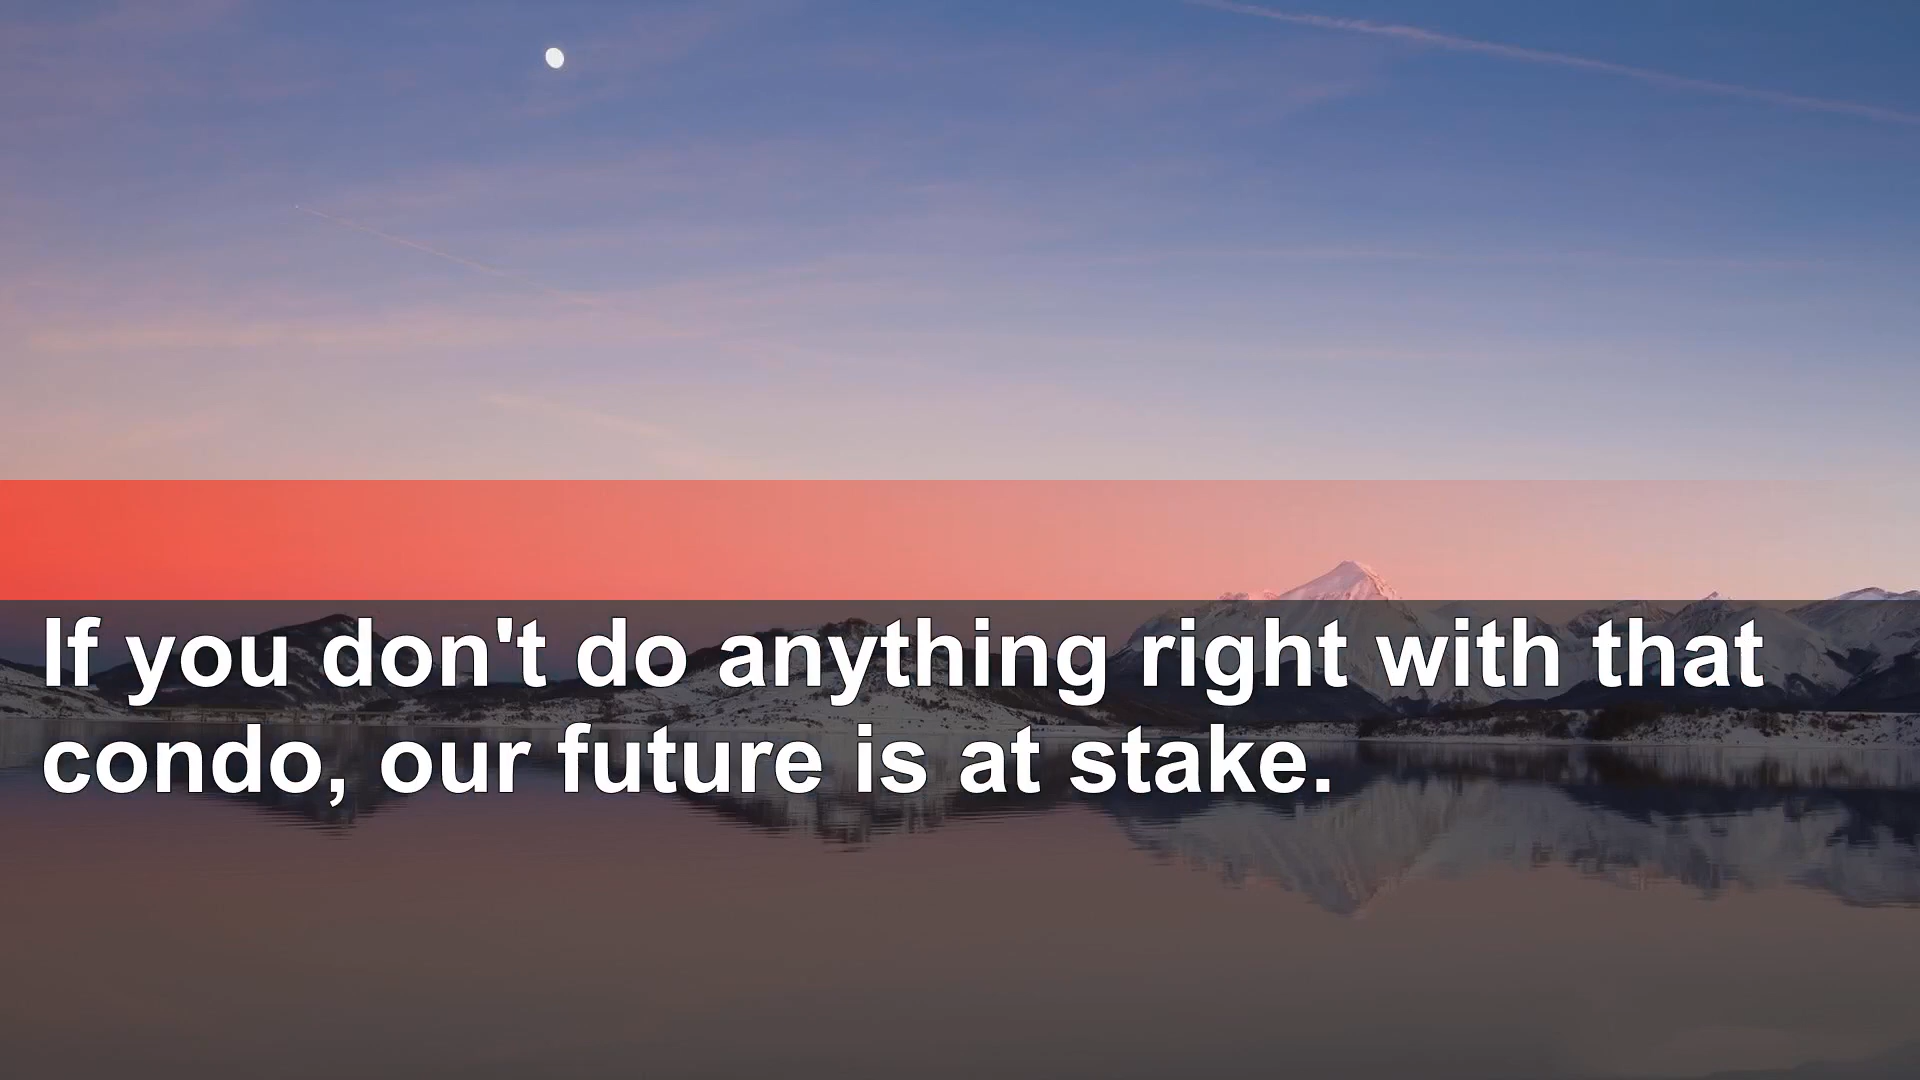 If you don't do anything right with that
condo, our future is at stake.